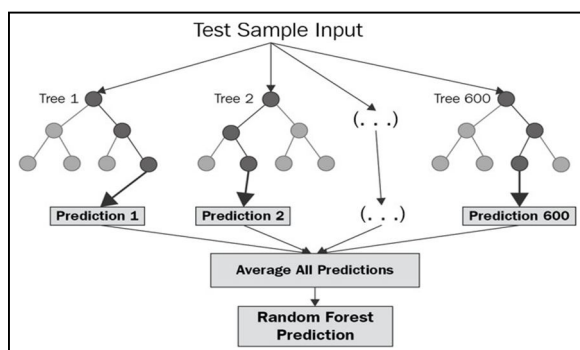 Test Sample Input
Tree 1
Tree 2
Tree 600
(. . .)
Prediction 1
Prediction 2
(. . .)
Prediction 600
Average All Predictions
Random Forest
Prediction